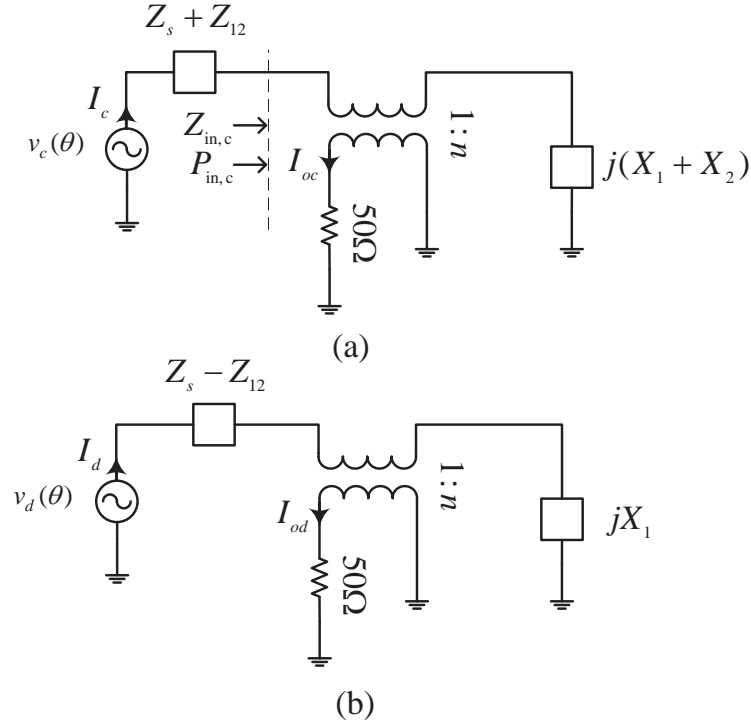 Z_s + Z_12
I_c
v_c(θ)
Z_in, c
P_in, c
I_oc
50Ω
1:n
j(X_1 + X_2)
(a)
Z_s − Z_12
I_d
v_d(θ)
I_od
50Ω
1:n
jX_1
(b)